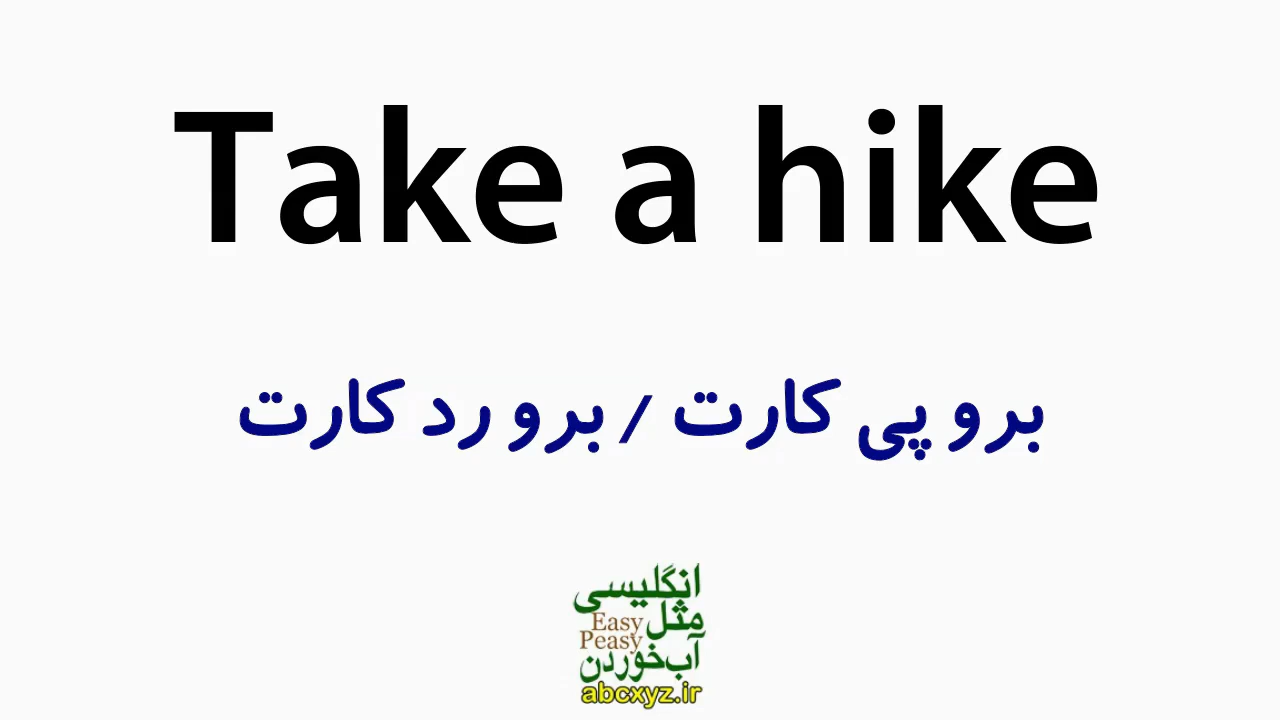 Take a hike
برو پی کارت / برو رد کارت
انگلیسی
مثل Easy
Peasy
آب‌خوردن
abcxyz.ir